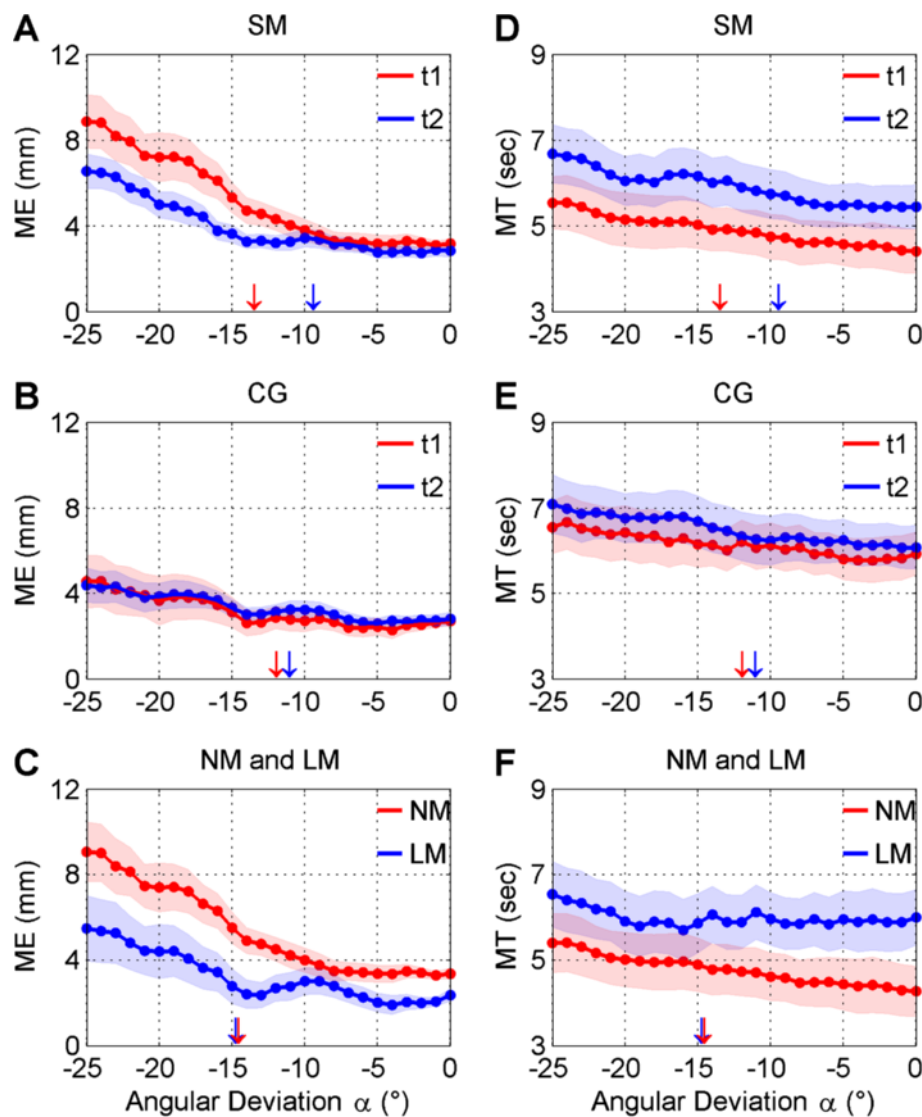 A
SM
12
8
4
0
ME (mm)
t1
t2
-25 -20 -15 -10 -5 0
D
SM
9
7
5
3
MT (sec)
t1
t2
-25 -20 -15 -10 -5 0
B
CG
12
8
4
0
ME (mm)
t1
t2
-25 -20 -15 -10 -5 0
E
CG
9
7
5
3
MT (sec)
t1
t2
-25 -20 -15 -10 -5 0
C
NM and LM
12
8
4
0
ME (mm)
NM
LM
-25 -20 -15 -10 -5 0
Angular Deviation α (°)
F
NM and LM
9
7
5
3
MT (sec)
NM
LM
-25 -20 -15 -10 -5 0
Angular Deviation α (°)